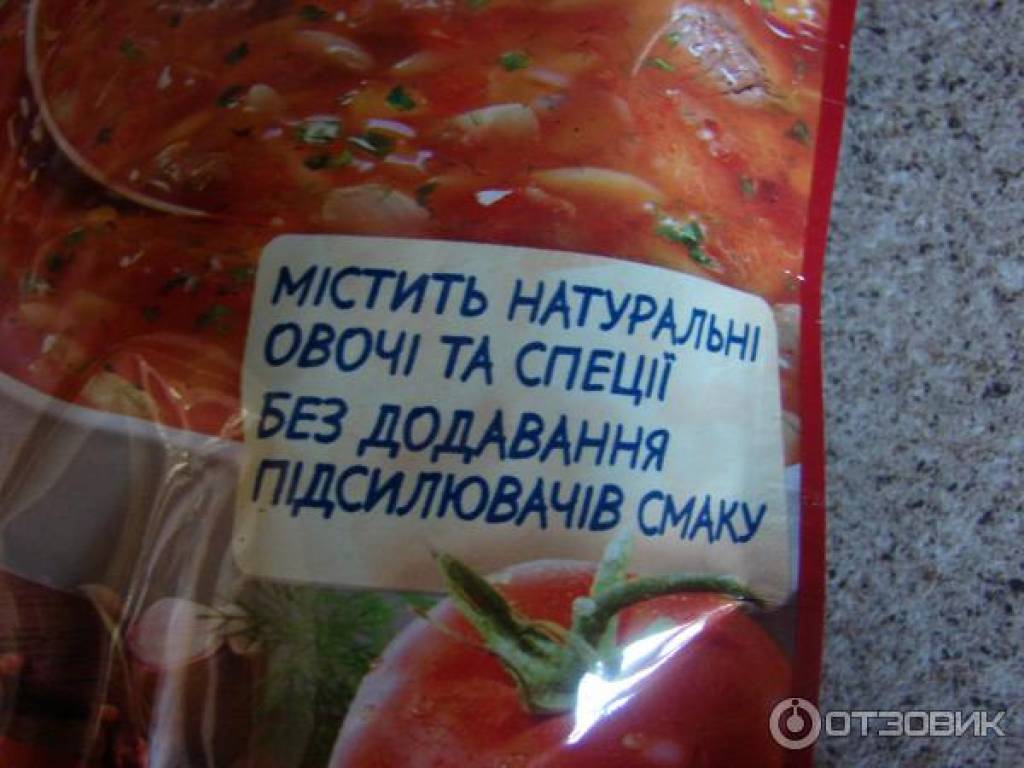 МІСТИТЬ НАТУРАЛЬНІ
ОВОЧІ ТА СПЕЦІЇ
БЕЗ ДОДАВАННЯ
ПІДСИЛЮВАЧІВ СМАКУ
ОТЗОВИК